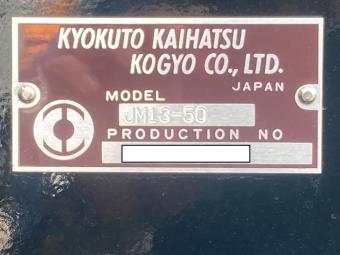 KYOKUTO KAIHATSU
KOGYO CO., LTD.
JAPAN
MODEL
JM13-50
PRODUCTION NO